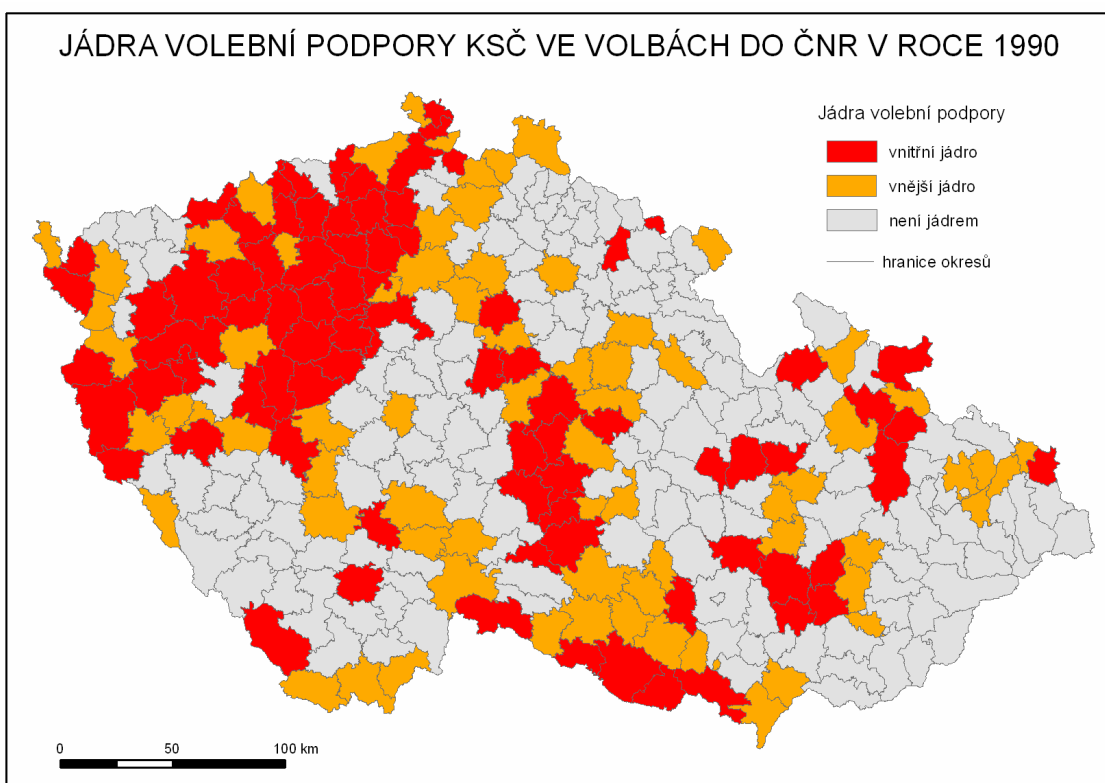 JÁDRA VOLEBNÍ PODPORY KSČ VE VOLBÁCH DO ČNR V ROCE 1990
Jádra volební podpory
vnitřní jádro
vnější jádro
není jádrem
hranice okresů
0 50 100 km